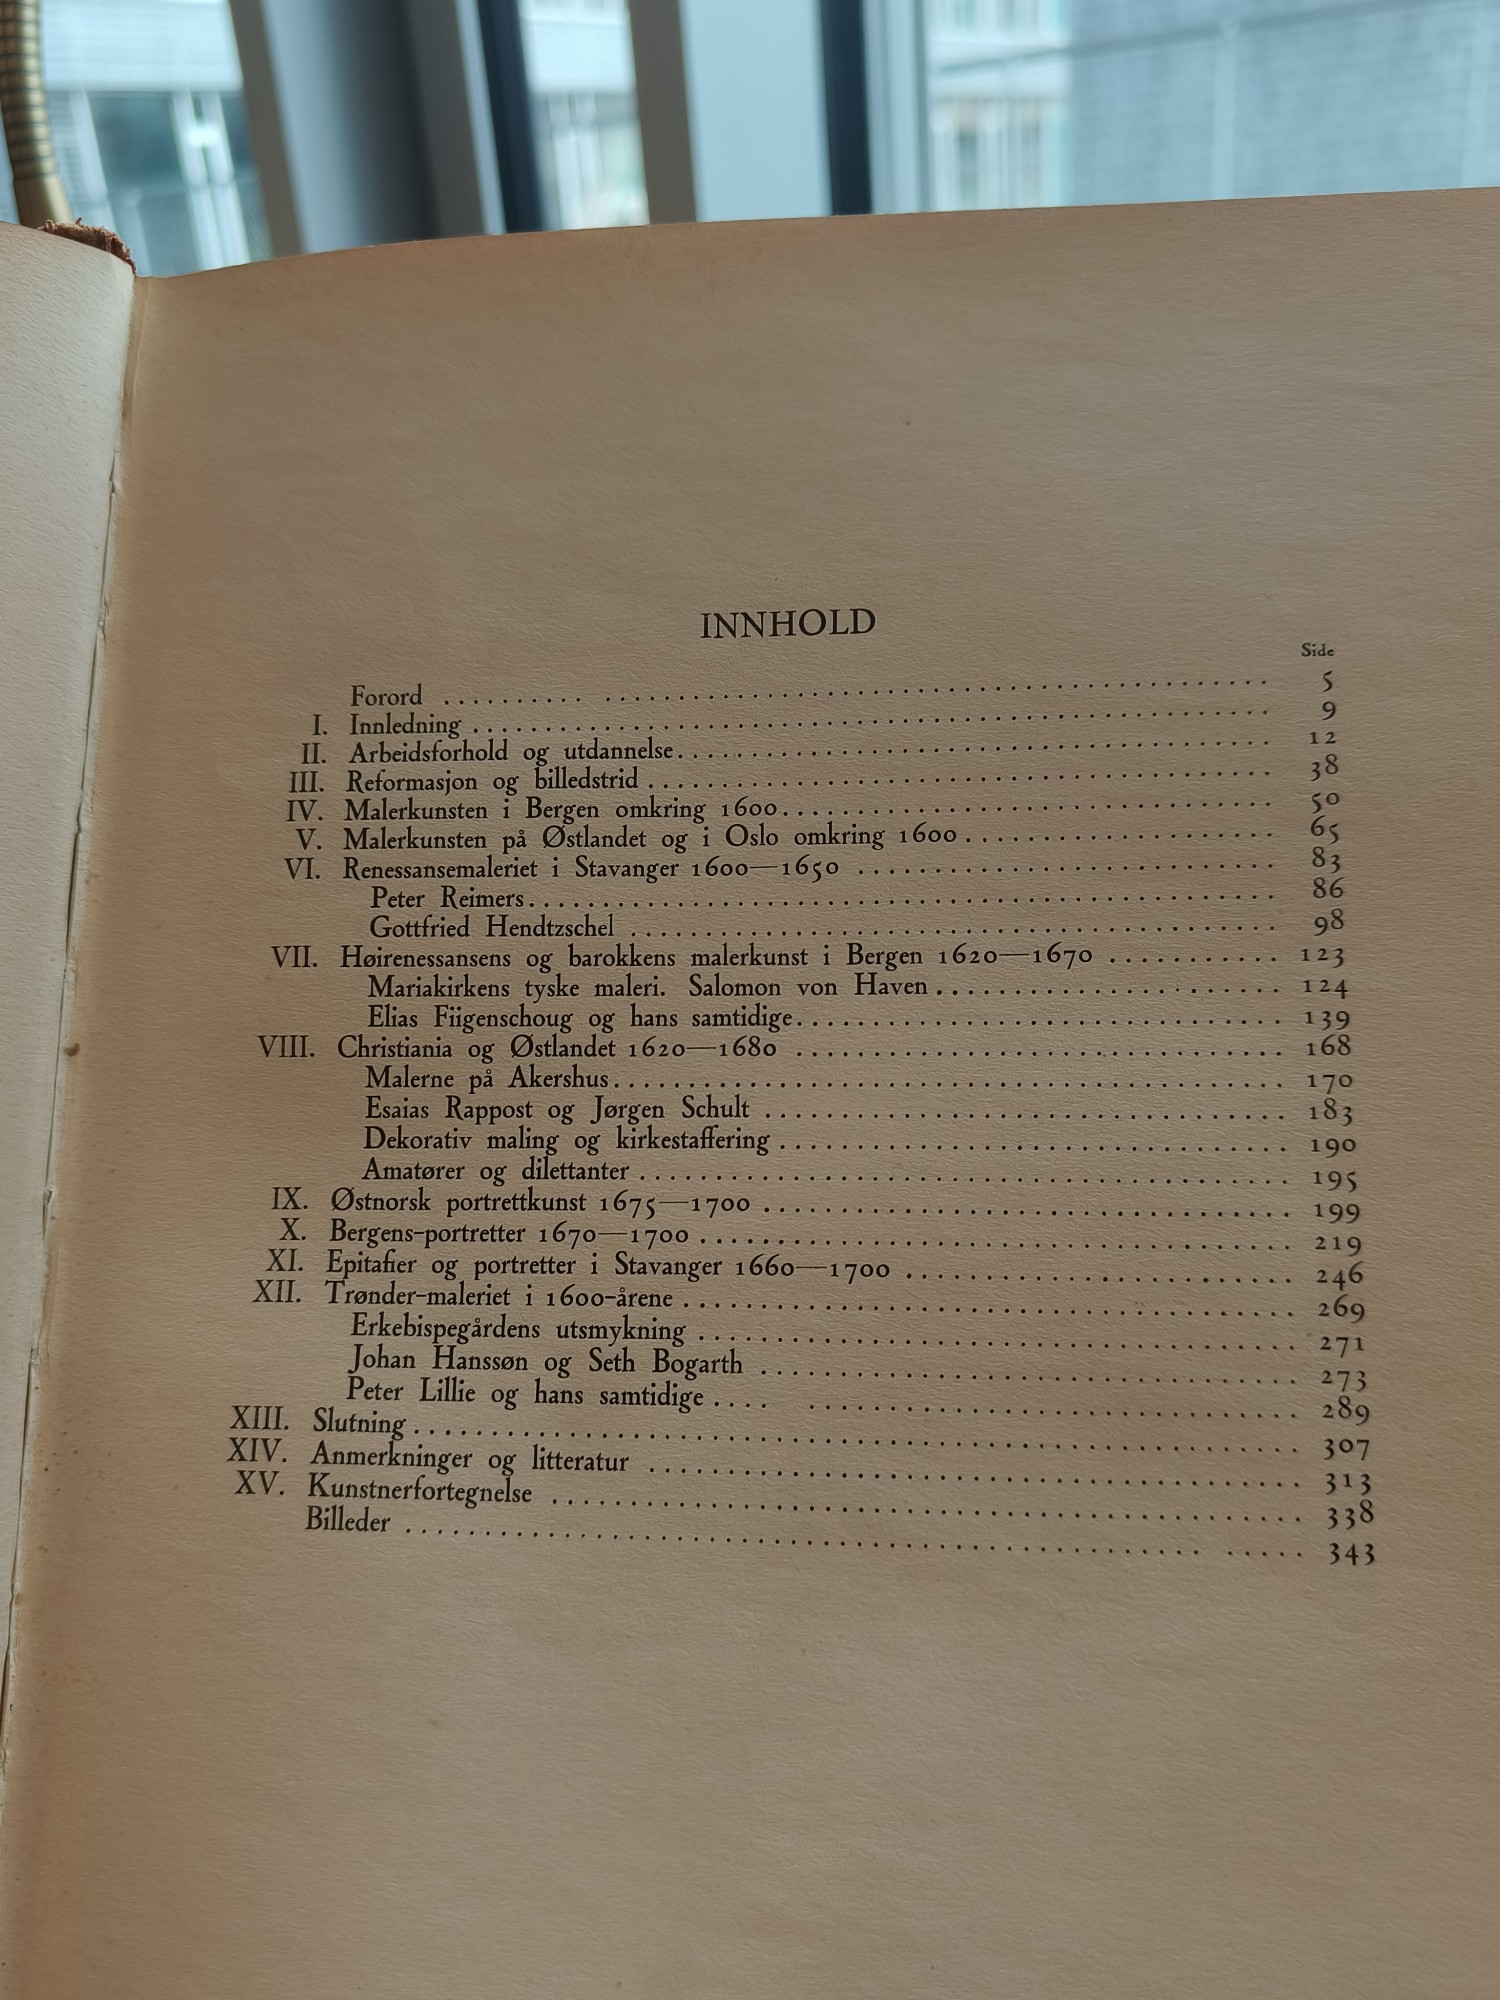 INNHOLD
Side
Forord .......... .................................. 5
I. Innledning ........................................ 9
II. Arbeidsforhold og utdannelse .............................. 12
III. Reformasjon og billedstrid ................................ 38
IV. Malerkunsten i Bergen omkring 1600 ......................... 50
V. Malerkunsten på Østlandet og i Oslo omkring 1600 ................ 65
VI. Renessansemaleriet i Stavanger 1600—1650 ..................... 83
Peter Reimers ...................................... 86
Gottfried Hendtzschel ................................. 98
VII. Høirenessansens og barokkens malerkunst i Bergen 1620—1670 ........... 123
Mariakirkens tyske maleri. Salomon von Haven .................. 124
Elias Fiigenschoug og hans samtidige ......................... 139
VIII. Christiania og Østlandet 1620—1680 ......................... 168
Malerne på Akershus .................................. 170
Esaias Rappost og Jørgen Schult ........................... 183
Dekorativ maling og kirkestaffering .......................... 190
Amatører og dilettanter ................................. 195
IX. Østnorsk portrettkunst 1675—1700 ........................... 199
X. Bergens-portretter 1670—1700 .............................. 219
XI. Epitafier og portretter i Stavanger 1660—1700 .................... 246
XII. Trønder-maleriet i 1600-årene ............................... 269
Erkebispegårdens utsmykning .............................. 271
Johan Hanssøn og Seth Bogarth ............................ 273
Peter Lillie og hans samtidige .... ......................... 289
XIII. Slutning ............................................ 307
XIV. Anmerkninger og litteratur ................................. 313
XV. Kunstnerfortegnelse ...................................... 338
Billeder ........................................ ..... 343